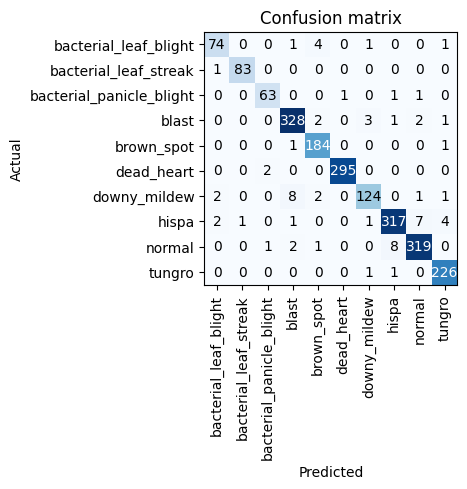 Confusion matrix
bacterial_leaf_blight 74 0 0 1 4 0 1 0 0 1
bacterial_leaf_streak 1 83 0 0 0 0 0 0 0 0
bacterial_panicle_blight 0 0 63 0 0 1 0 1 1 0
blast 0 0 0 328 2 0 3 1 2 1
brown_spot 0 0 0 1 184 0 0 0 0 1
dead_heart 0 0 2 0 0 295 0 0 0 0
downy_mildew 2 0 0 8 2 0 124 0 1 1
hispa 2 1 0 1 0 0 1 317 7 4
normal 0 0 1 2 1 0 0 8 319 0
tungro 0 0 0 0 0 0 1 1 0 226
Actual
bacterial_leaf_blight
bacterial_leaf_streak
bacterial_panicle_blight
blast
brown_spot
dead_heart
downy_mildew
hispa
normal
tungro
Predicted